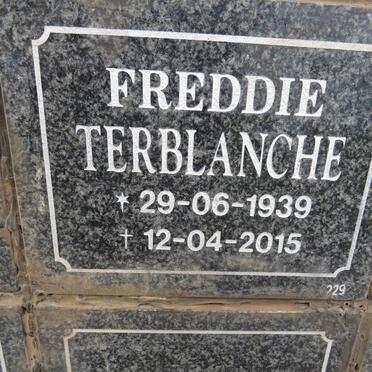 FREDDIE
TERBLANCHE
* 29-06-1939
† 12-04-2015
229